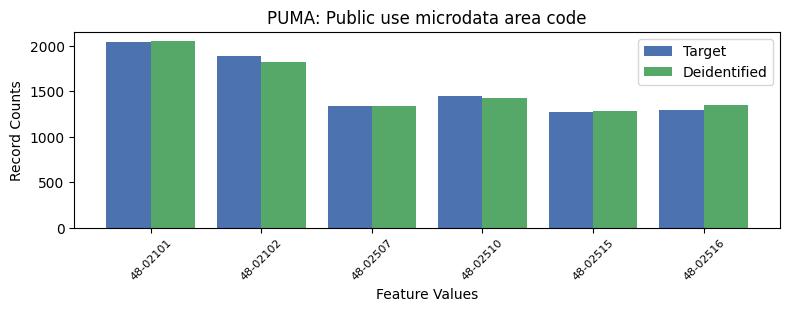 PUMA: Public use microdata area code
Record Counts
2000
1500
1000
500
0
Target
Deidentified
48-02101
48-02102
48-02507
48-02510
48-02515
48-02516
Feature Values